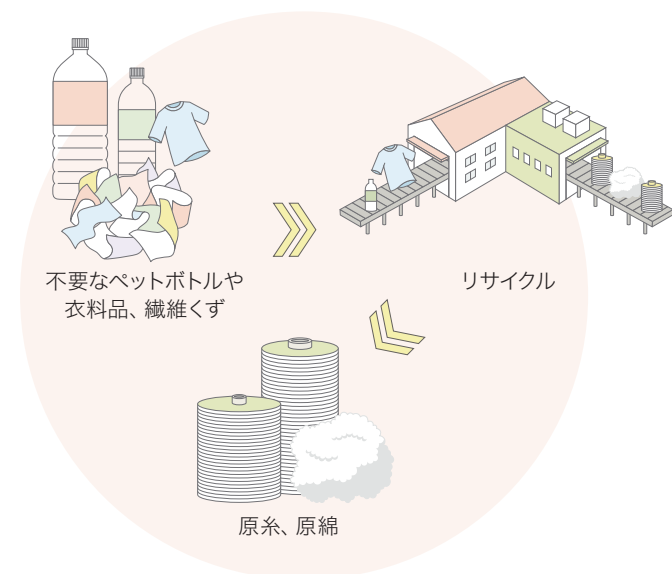 不要なペットボトルや
衣料品、繊維くず
リサイクル
原糸、原綿